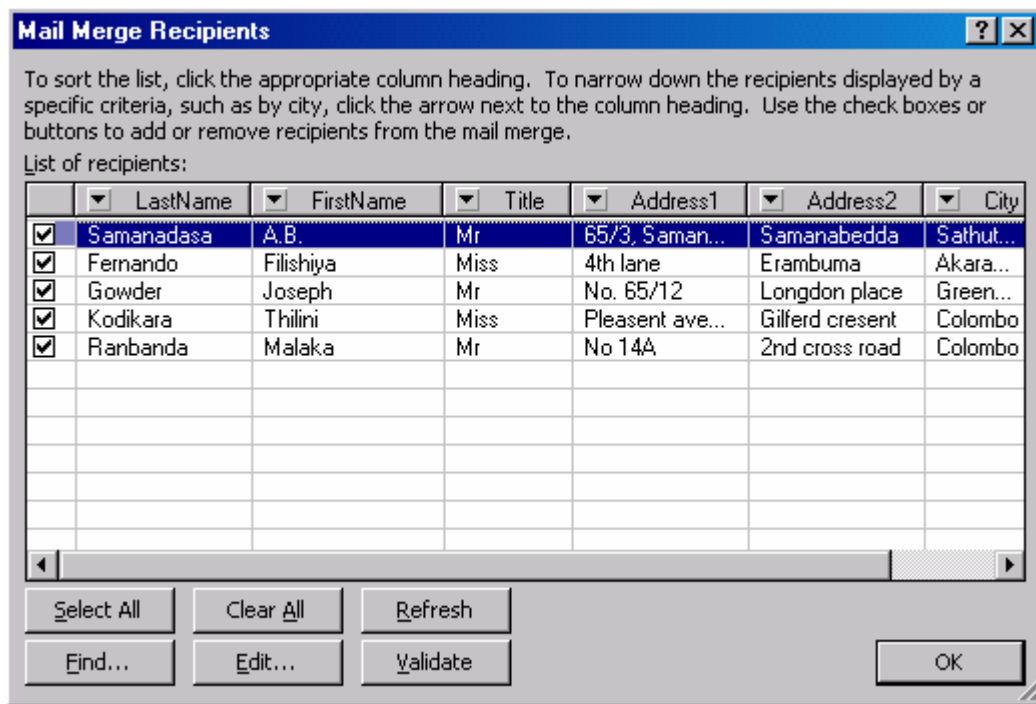 Mail Merge Recipients
To sort the list, click the appropriate column heading. To narrow down the recipients displayed by a
specific criteria, such as by city, click the arrow next to the column heading. Use the check boxes or
buttons to add or remove recipients from the mail merge.
List of recipients:
LastName FirstName Title Address1 Address2 City
Samanadasa A.B. Mr 65/3, Saman... Samanabedda Sathut...
Fernando Filishiya Miss 4th lane Erambuma Akara...
Gowder Joseph Mr No. 65/12 Longdon place Green...
Kodikara Thilini Miss Pleasent ave... Gilferd cresent Colombo
Ranbanda Malaka Mr No 14A 2nd cross road Colombo
Select All Clear All Refresh
Find... Edit... Validate OK